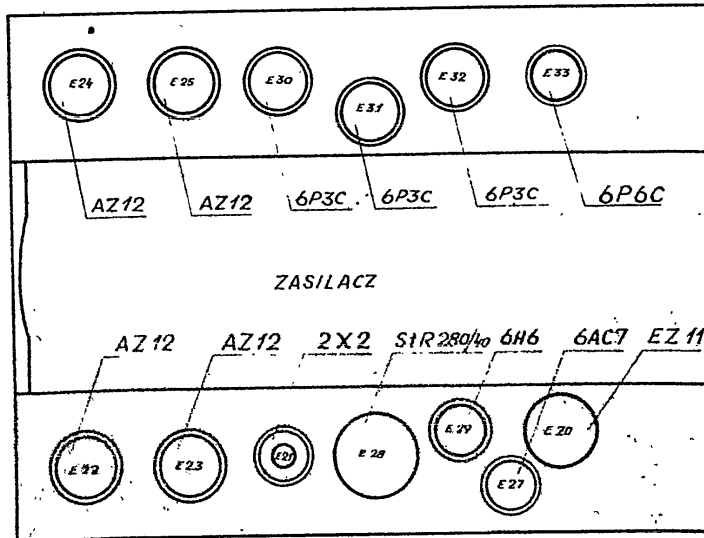 E24 E25 E30 E31 E32 E33
AZ12 AZ12 6P3C 6P3C 6P3C 6P6C
ZASILACZ
AZ12 AZ12 2X2 StR280/40 6H6 6AC7 EZ11
E22 E23 E21 E28 E29 E27 E20